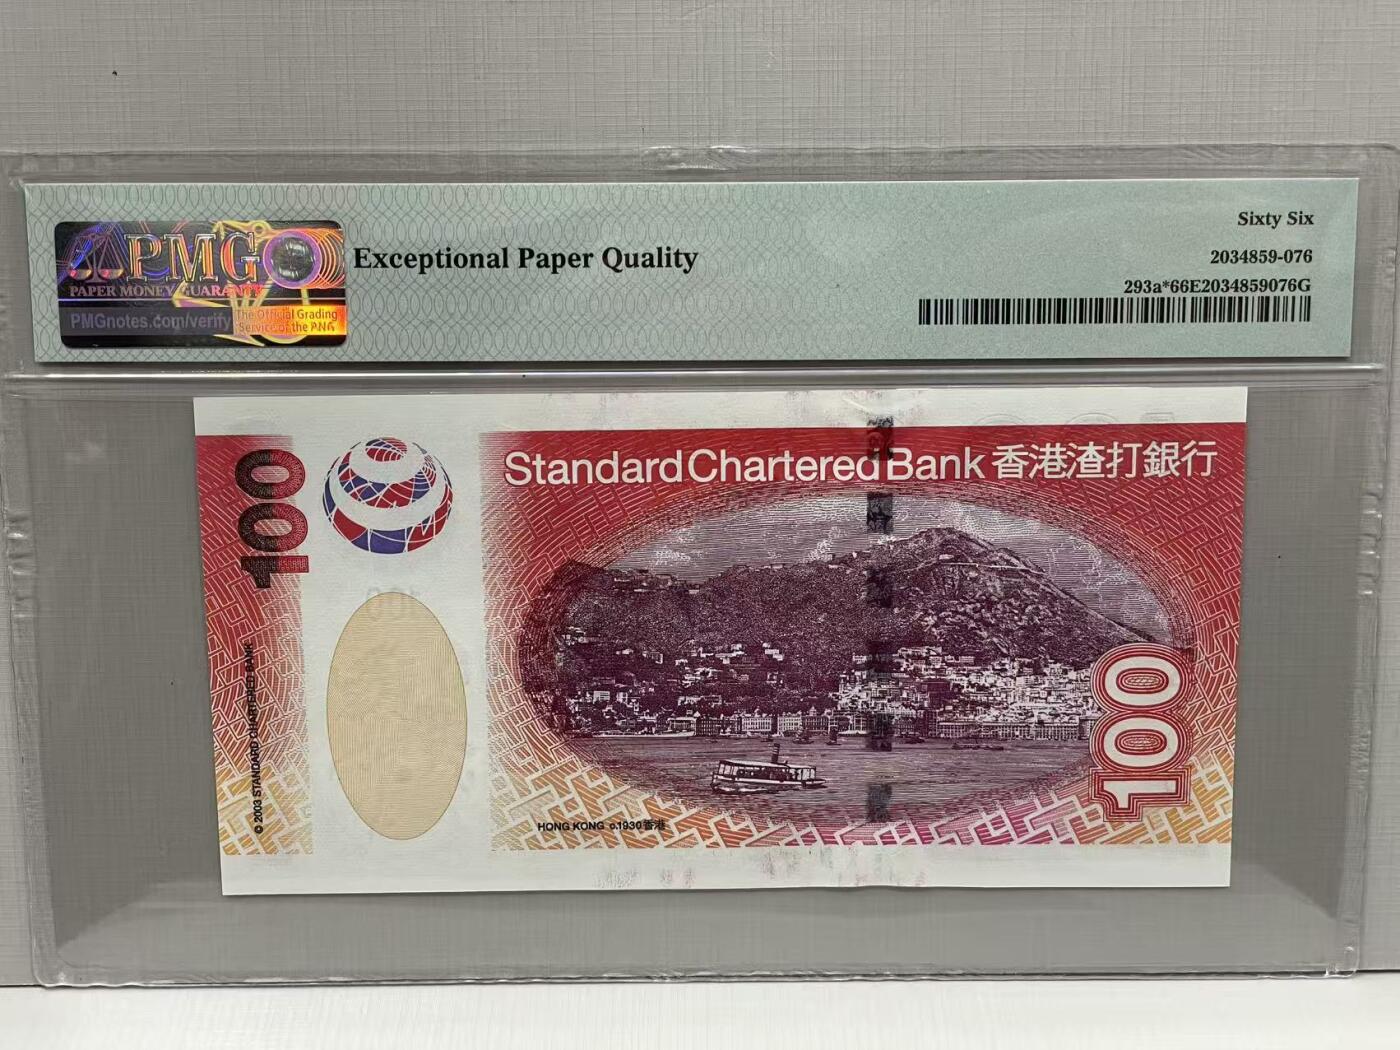 PMG
PAPER MONEY GUARANTY
PMGnotes.com/verify
The Official Grading
Service of the PNG
Exceptional Paper Quality
Sixty Six
2034859-076
293a*66E2034859076G
100
Standard Chartered Bank 香港渣打銀行
© 2003 STANDARD CHARTERED BANK
HONG KONG c.1930 香港
100